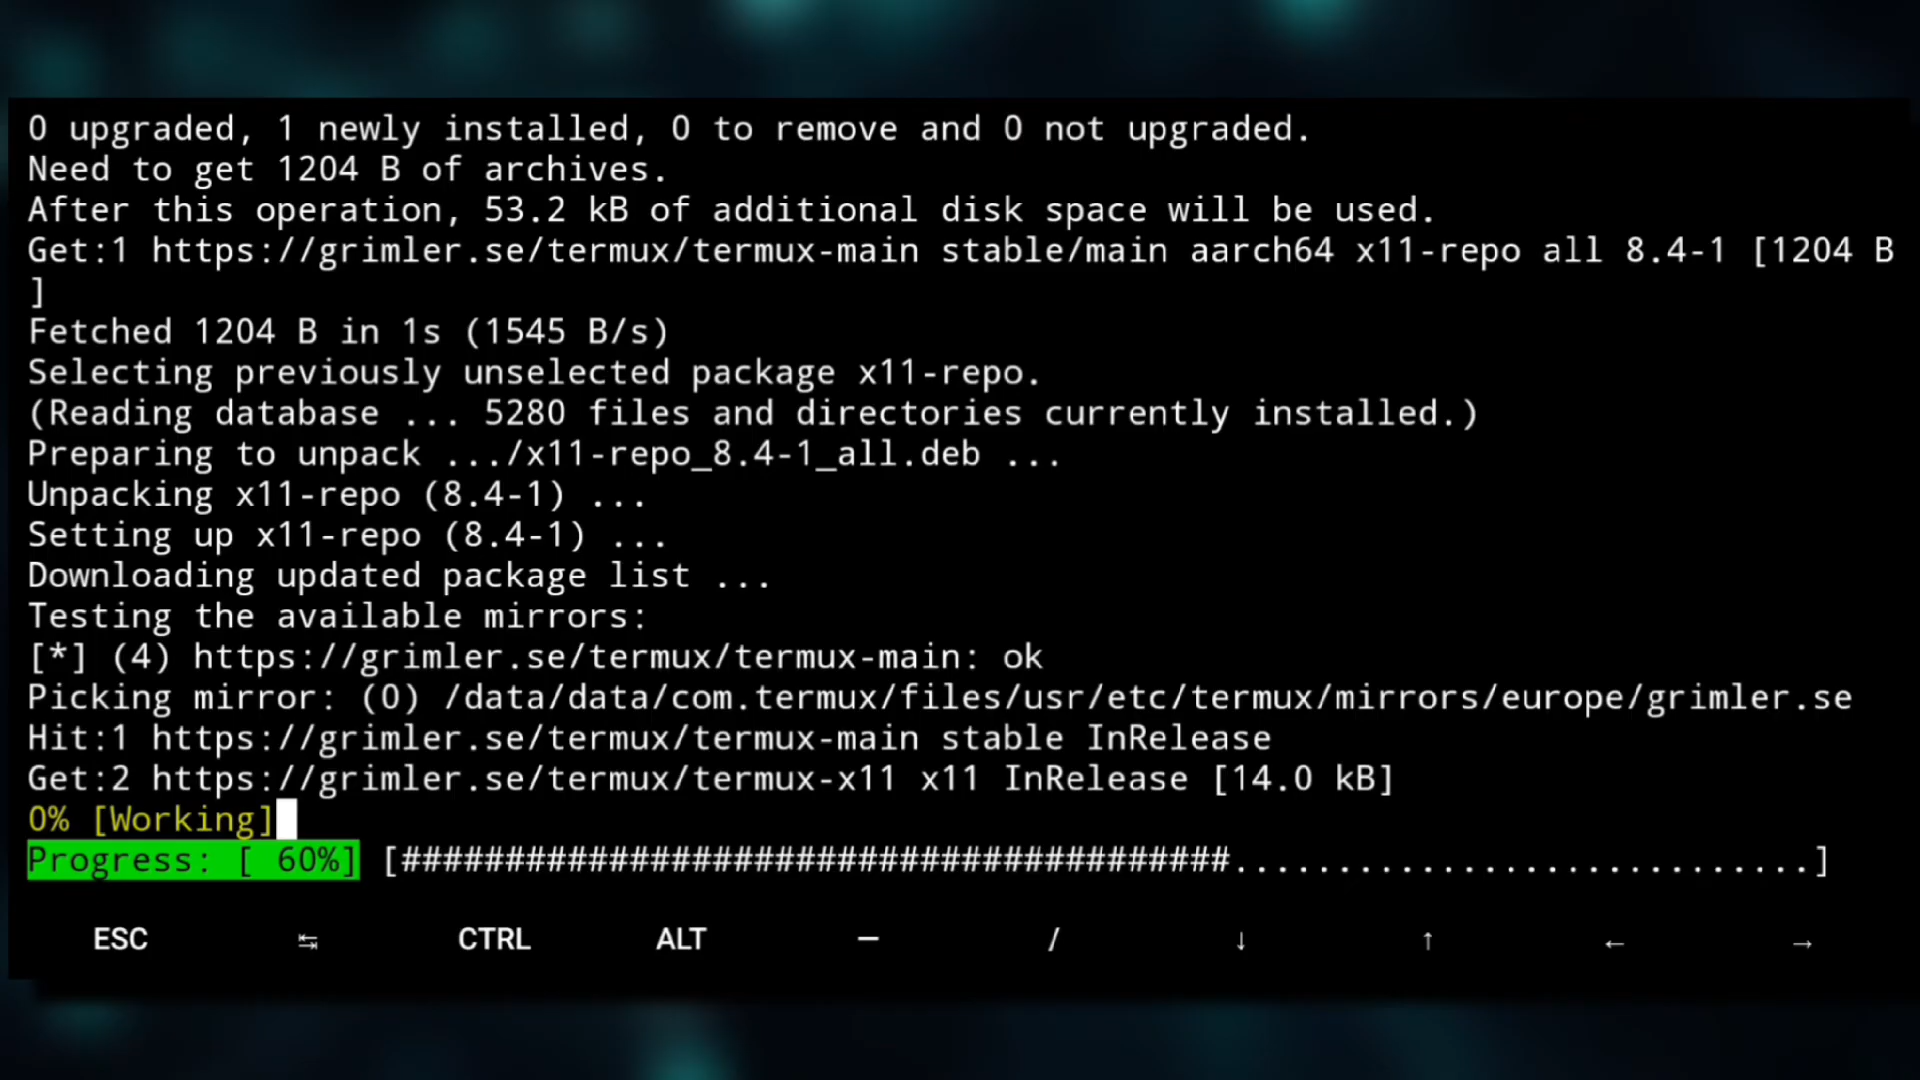 0 upgraded, 1 newly installed, 0 to remove and 0 not upgraded.
Need to get 1204 B of archives.
After this operation, 53.2 kB of additional disk space will be used.
Get:1 https://grimler.se/termux/termux-main stable/main aarch64 x11-repo all 8.4-1 [1204 B
]
Fetched 1204 B in 1s (1545 B/s)
Selecting previously unselected package x11-repo.
(Reading database ... 5280 files and directories currently installed.)
Preparing to unpack .../x11-repo_8.4-1_all.deb ...
Unpacking x11-repo (8.4-1) ...
Setting up x11-repo (8.4-1) ...
Downloading updated package list ...
Testing the available mirrors:
[*] (4) https://grimler.se/termux/termux-main: ok
Picking mirror: (0) /data/data/com.termux/files/usr/etc/termux/mirrors/europe/grimler.se
Hit:1 https://grimler.se/termux/termux-main stable InRelease
Get:2 https://grimler.se/termux/termux-x11 x11 InRelease [14.0 kB]
0% [Working]
Progress: [ 60%] [########################################............................]
ESC ⇆ CTRL ALT — / ↓ ↑ ← →